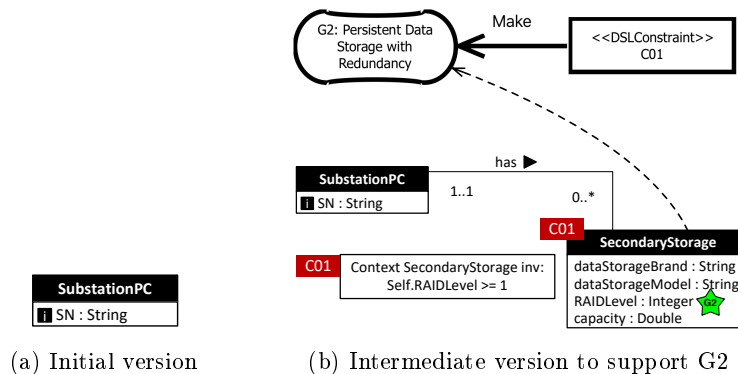 G2: Persistent Data
Storage with
Redundancy
Make
<<DSLConstraint>>
C01
has
SubstationPC
i SN : String
1..1
0..*
C01
SecondaryStorage
dataStorageBrand : String
dataStorageModel : String
RAIDLevel : Integer
G2
capacity : Double
C01
Context SecondaryStorage inv:
Self.RAIDLevel >= 1
SubstationPC
i SN : String
(a) Initial version
(b) Intermediate version to support G2